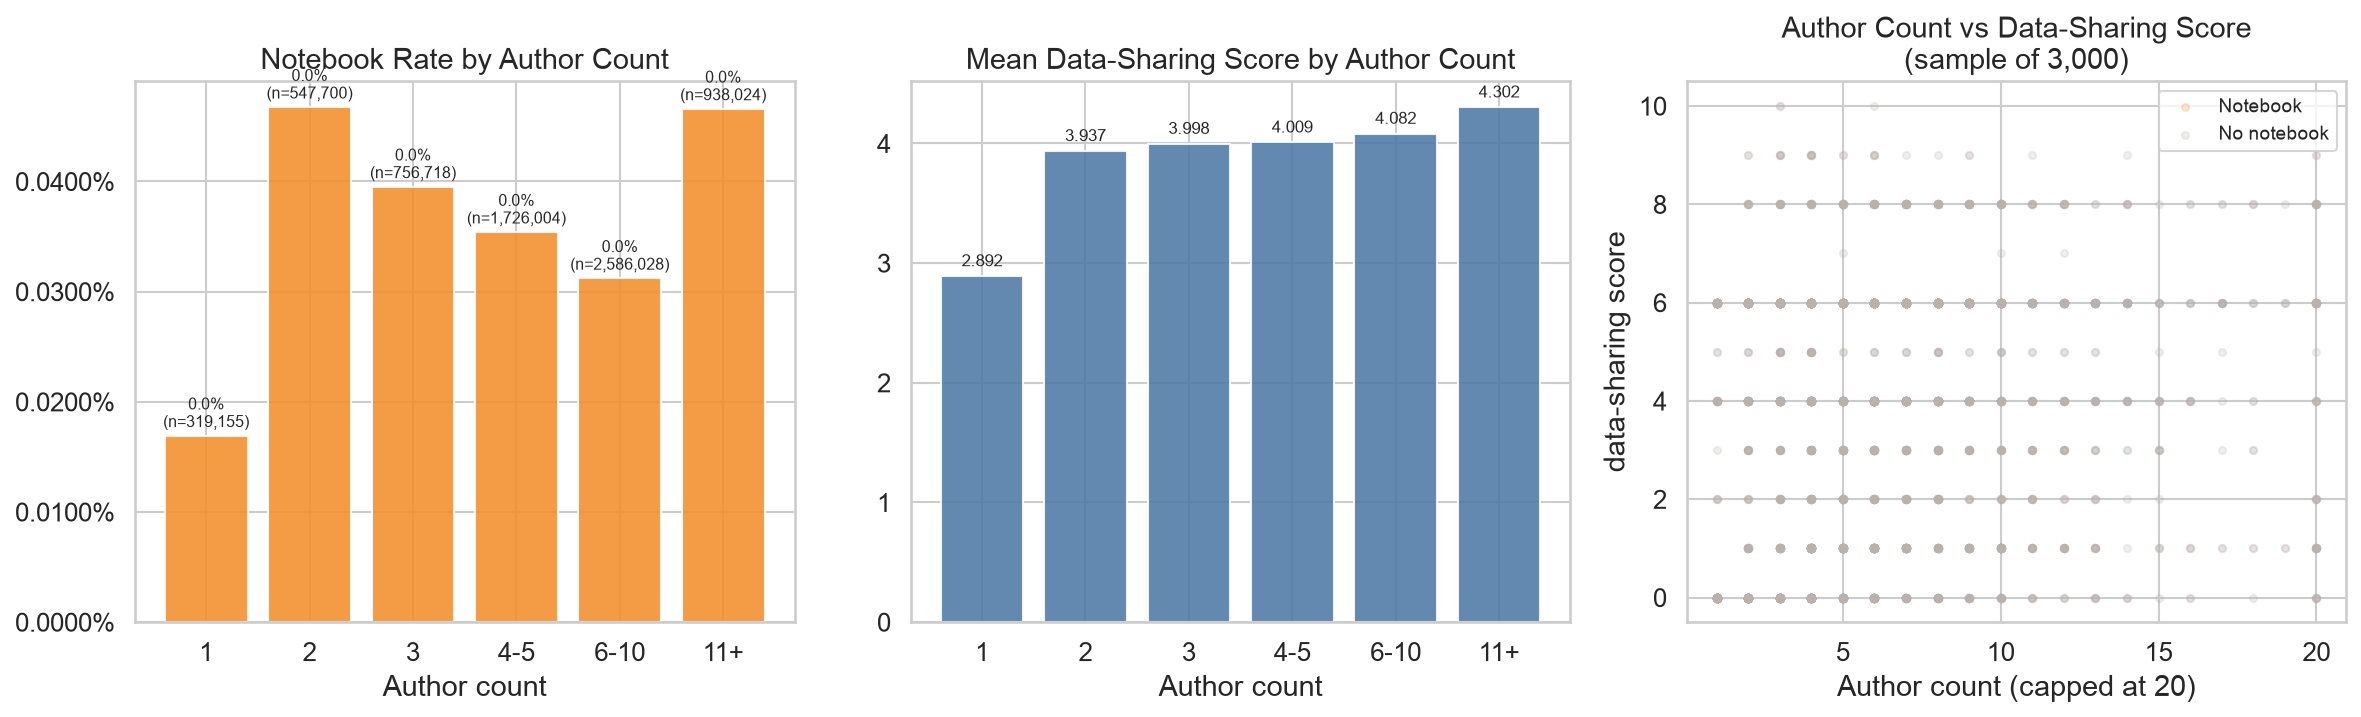 Notebook Rate by Author Count
0.0%
(n=547,700)
0.0%
(n=938,024)
0.0%
(n=756,718)
0.0%
(n=1,726,004)
0.0%
(n=2,586,028)
0.0%
(n=319,155)
0.0400%
0.0300%
0.0200%
0.0100%
0.0000%
1 2 3 4-5 6-10 11+
Author count
Mean Data-Sharing Score by Author Count
2.892
3.937
3.998
4.009
4.082
4.302
4
3
2
1
0
1 2 3 4-5 6-10 11+
Author count
Author Count vs Data-Sharing Score
(sample of 3,000)
Notebook
No notebook
data-sharing score
10
8
6
4
2
0
5 10 15 20
Author count (capped at 20)